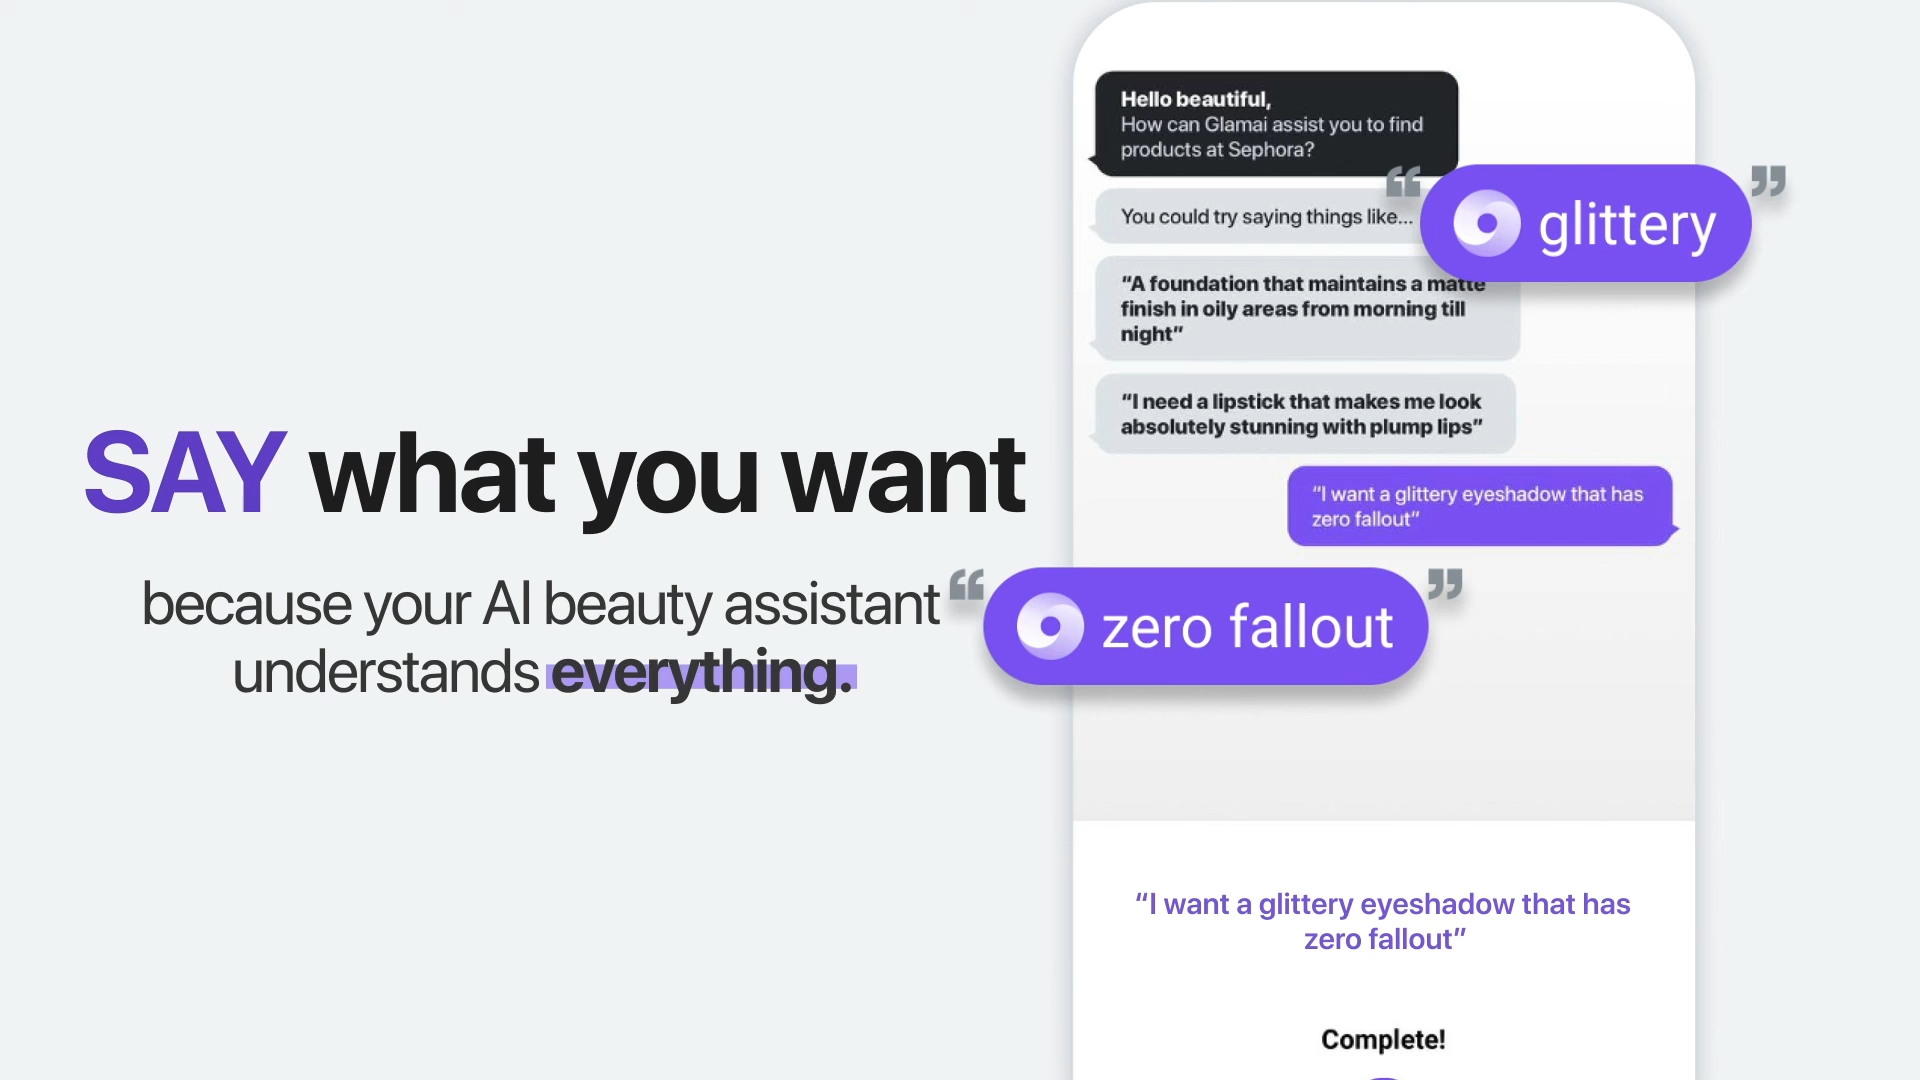 SAY what you want
because your AI beauty assistant
understands everything.
Hello beautiful,
How can Glamai assist you to find
products at Sephora?
You could try saying things like...
“ glittery ”
“A foundation that maintains a matte
finish in oily areas from morning till
night”
“I need a lipstick that makes me look
absolutely stunning with plump lips”
“I want a glittery eyeshadow that has
zero fallout”
“ zero fallout ”
“I want a glittery eyeshadow that has
zero fallout”
Complete!